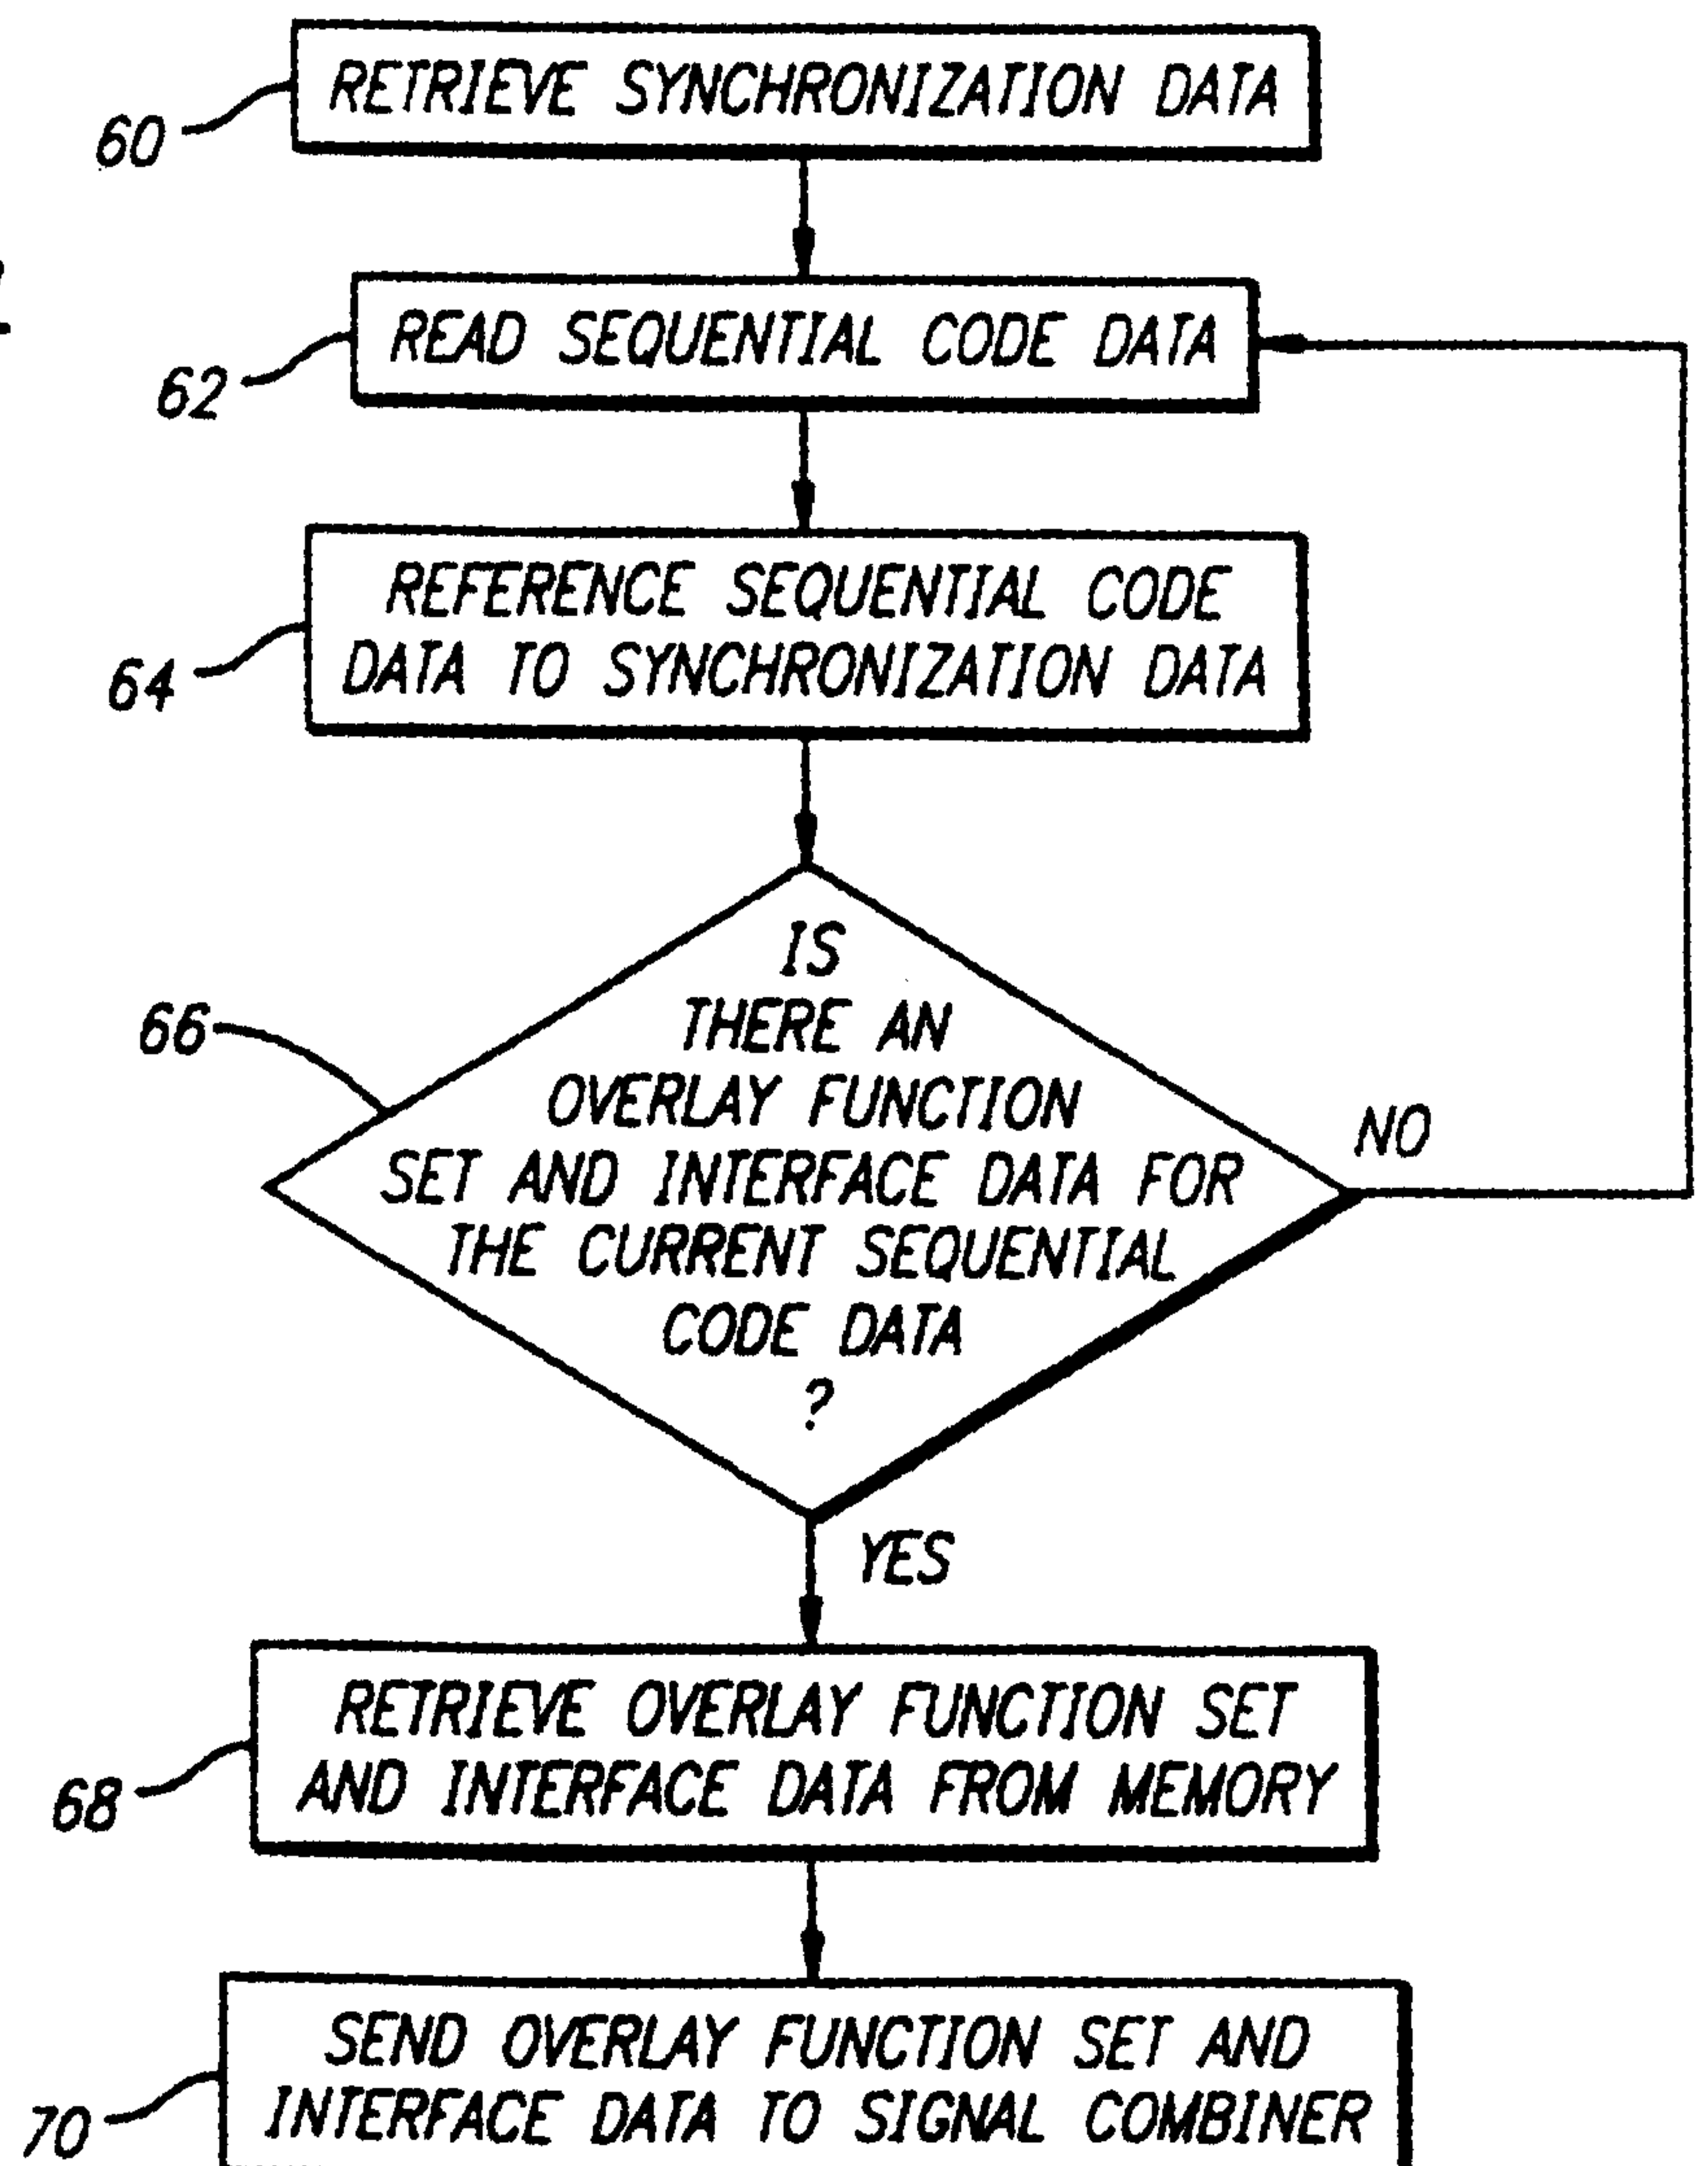 RETRIEVE SYNCHRONIZATION DATA
60
READ SEQUENTIAL CODE DATA
62
REFERENCE SEQUENTIAL CODE
DATA TO SYNCHRONIZATION DATA
64
IS
THERE AN
OVERLAY FUNCTION
SET AND INTERFACE DATA FOR
THE CURRENT SEQUENTIAL
CODE DATA
?
66
NO
YES
RETRIEVE OVERLAY FUNCTION SET
AND INTERFACE DATA FROM MEMORY
68
SEND OVERLAY FUNCTION SET AND
INTERFACE DATA TO SIGNAL COMBINER
70